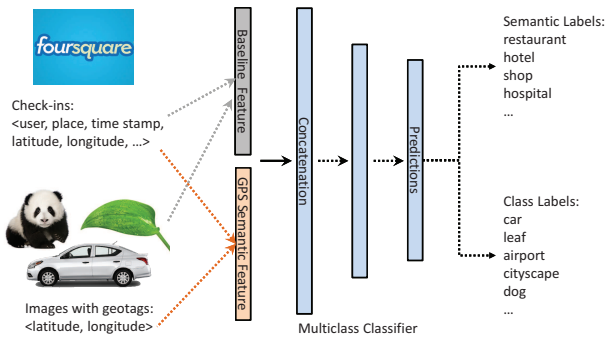 foursquare
Check-ins:
<user, place, time stamp,
latitude, longitude, ...>
Images with geotags:
<latitude, longitude>
Baseline Feature
GPS Semantic Feature
Concatenation
Predictions
Multiclass Classifier
Semantic Labels:
restaurant
hotel
shop
hospital
...
Class Labels:
car
leaf
airport
cityscape
dog
...